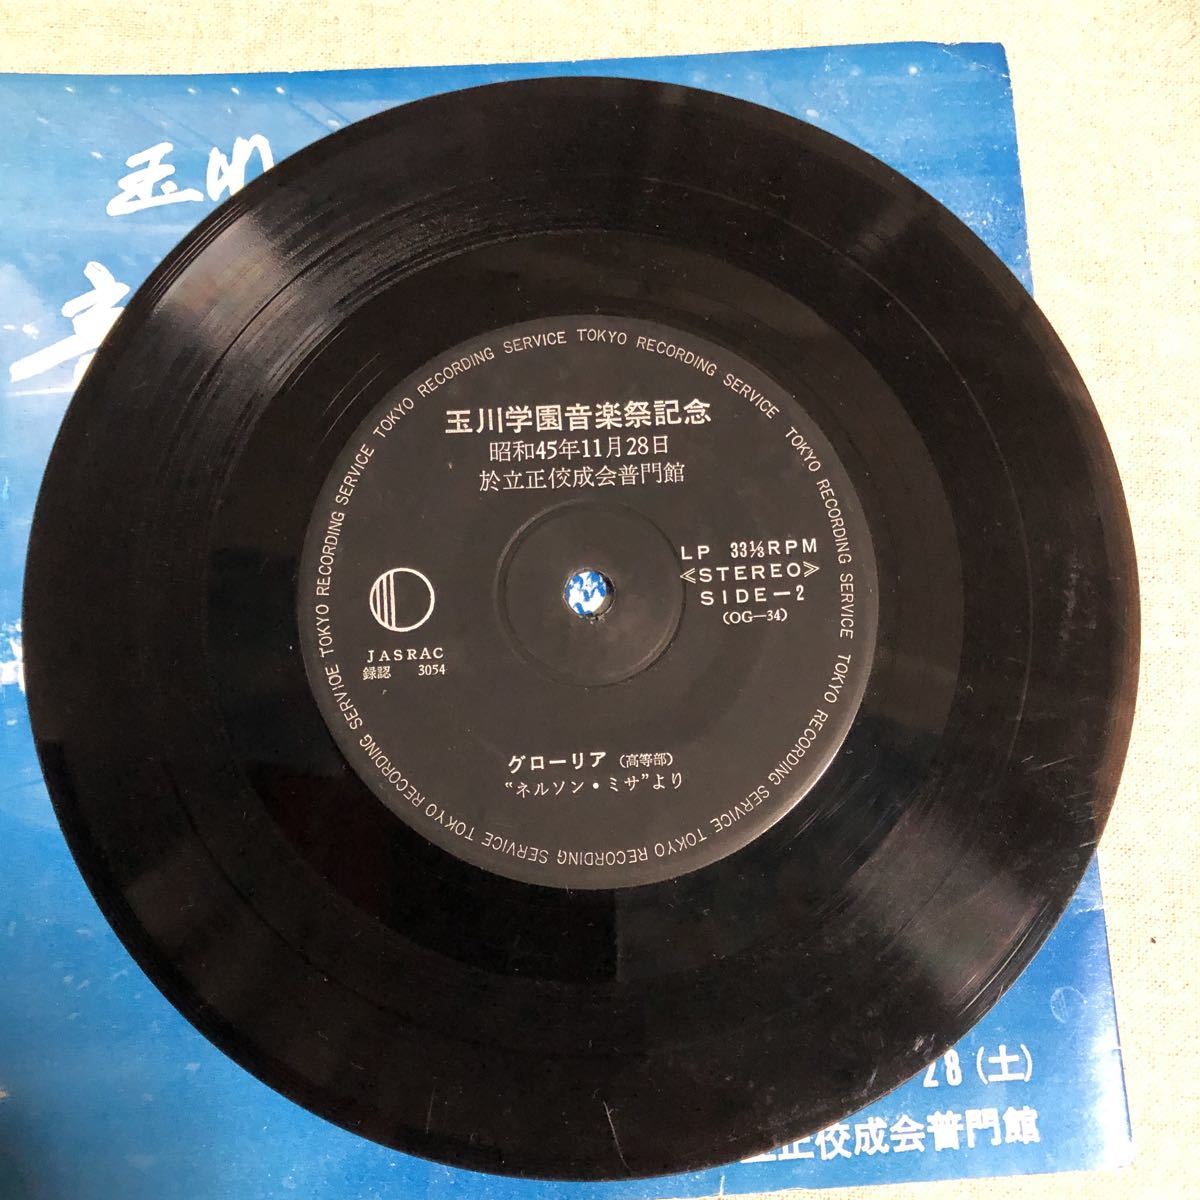 玉川学園音楽祭記念
昭和45年11月28日
於立正佼成会普門館
LP 33⅓RPM
≪STEREO≫
SIDE—2
(OG—34)
JASRAC
録認 3054
グローリア (高等部)
“ネルソン・ミサ”より
TOKYO RECORDING SERVICE TOKYO RECORDING SERVICE TOKYO RECORDING SERVICE TOKYO RECORDING SERVICE TOKYO RECORDING SERVICE TOKYO RECORDING SERVICE TOKYO RECORDING SERVICE
玉
28(土)
正佼成会普門館